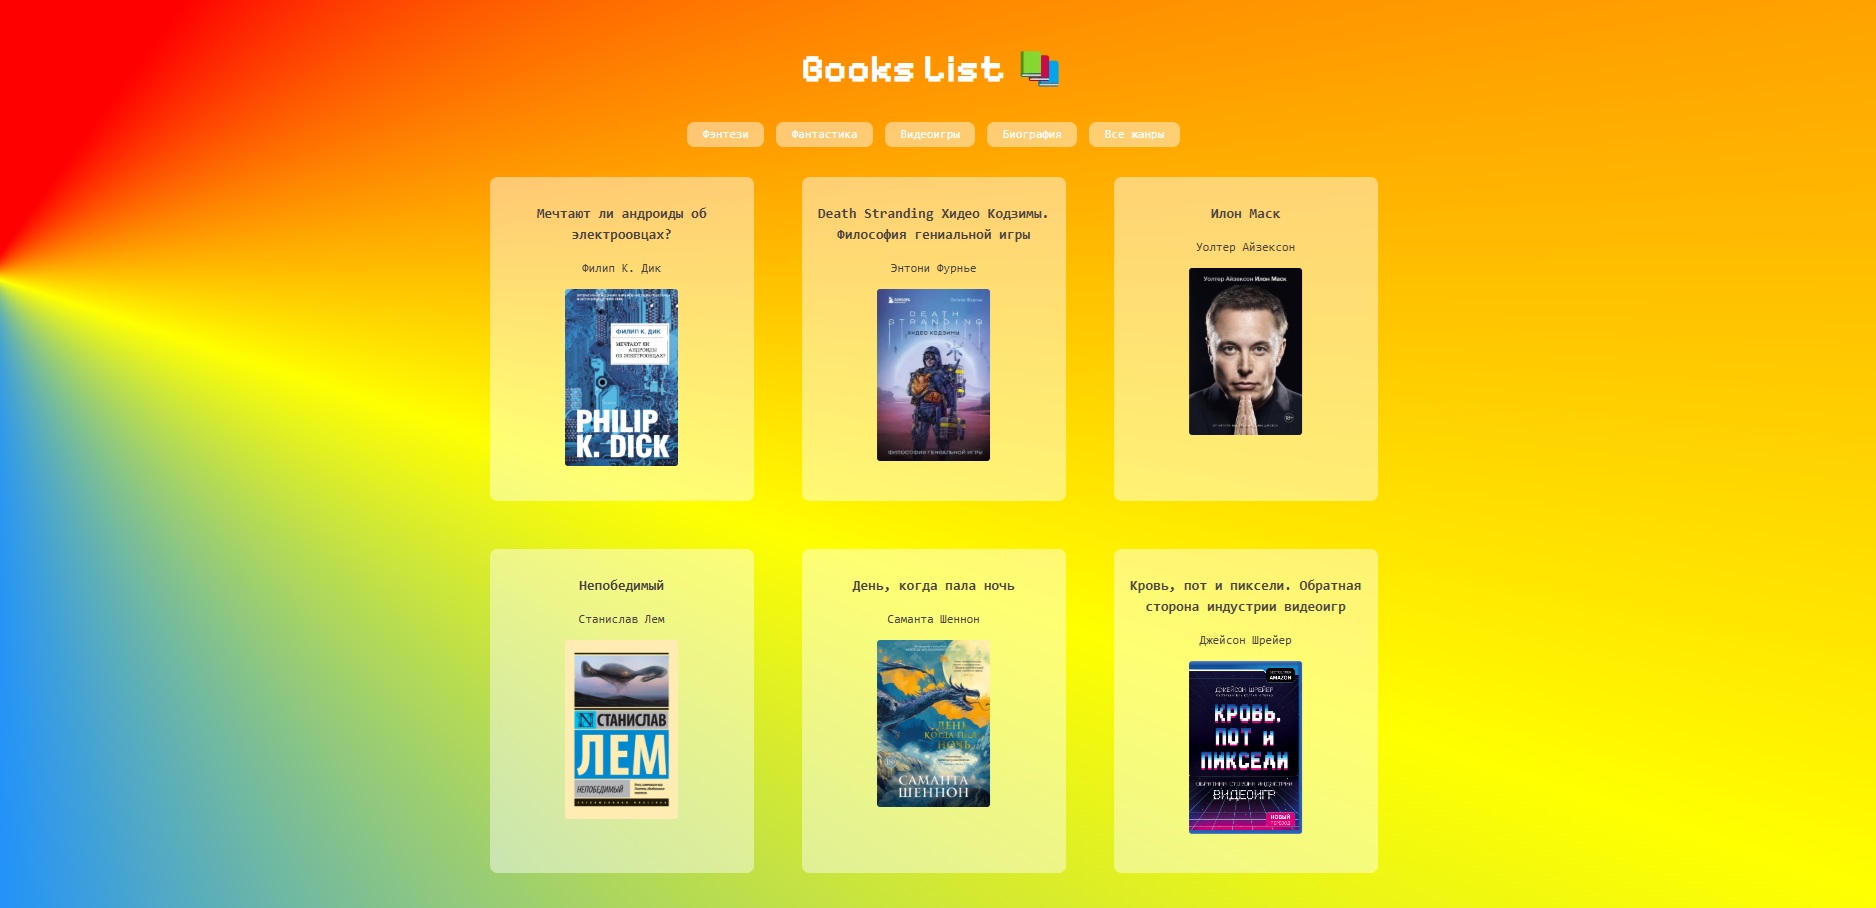 Books List
Фэнтези
Фантастика
Видеоигры
Биография
Все жанры
Мечтают ли андроиды об
электроовцах?
Филип К. Дик
ФИЛИП К. ДИК
МЕЧТАЮТ ЛИ
АНДРОИДЫ
ОБ ЭЛЕКТРООВЦАХ?
PHILIP
K. DICK
Death Stranding Хидео Кодзимы.
Философия гениальной игры
Энтони Фурнье
DEATH
STRANDING
ХИДЕО КОДЗИМЫ
ФИЛОСОФИЯ ГЕНИАЛЬНОЙ ИГРЫ
Илон Маск
Уолтер Айзексон
Уолтер Айзексон Илон Маск
Непобедимый
Станислав Лем
СТАНИСЛАВ
ЛЕМ
НЕПОБЕДИМЫЙ
День, когда пала ночь
Саманта Шеннон
ДЕНЬ,
КОГДА ПАЛА
НОЧЬ
САМАНТА
ШЕННОН
Кровь, пот и пиксели. Обратная
сторона индустрии видеоигр
Джейсон Шрейер
AMAZON
ДЖЕЙСОН ШРЕЙЕР
КРОВЬ,
ПОТ И
ПИКСЕЛИ
ОБРАТНАЯ СТОРОНА ИНДУСТРИИ
ВИДЕОИГР
НОВЫЙ
ПЕРЕВОД